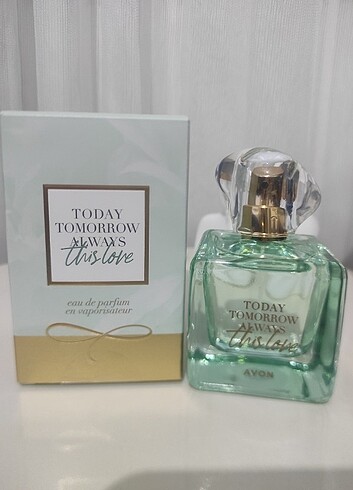 TODAY
TOMORROW
ALWAYS
this love
eau de parfum
en vaporisateur
TODAY
TOMORROW
ALWAYS
this love
AVON